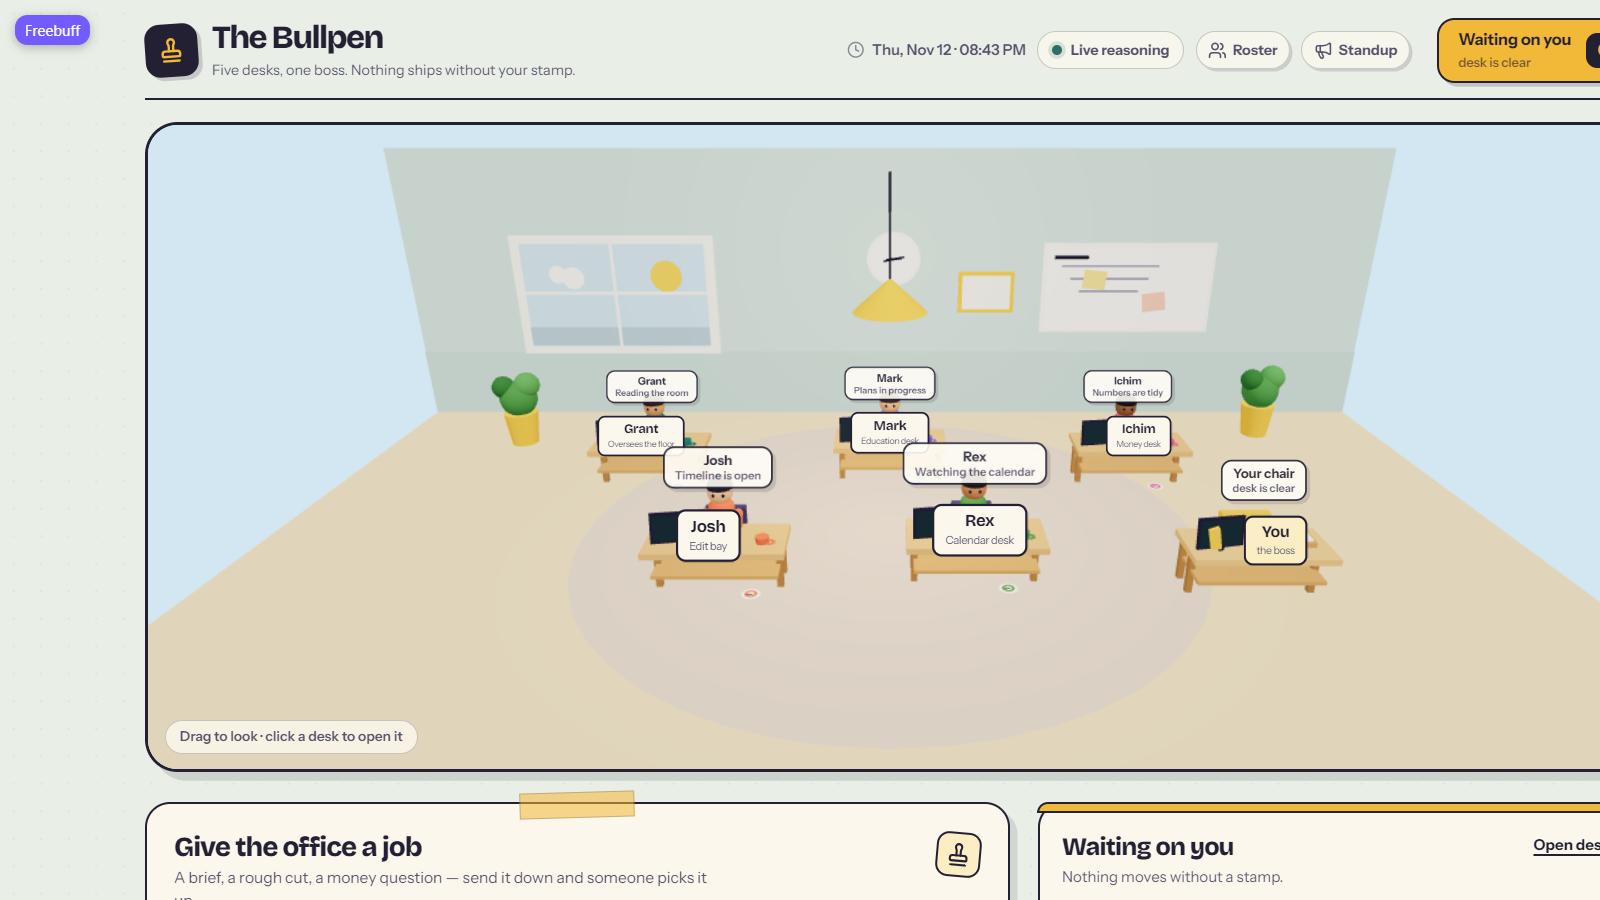 Freebuff
The Bullpen
Five desks, one boss. Nothing ships without your stamp.
Thu, Nov 12 · 08:43 PM
Live reasoning
Roster
Standup
Waiting on you
desk is clear
Grant
Reading the room
Mark
Plans in progress
Ichim
Numbers are tidy
Grant
Oversees the floor
Mark
Education desk
Ichim
Money desk
Josh
Timeline is open
Rex
Watching the calendar
Your chair
desk is clear
Josh
Edit bay
Rex
Calendar desk
You
the boss
Drag to look · click a desk to open it
Give the office a job
A brief, a rough cut, a money question — send it down and someone picks it
up
Waiting on you
Open des
Nothing moves without a stamp.